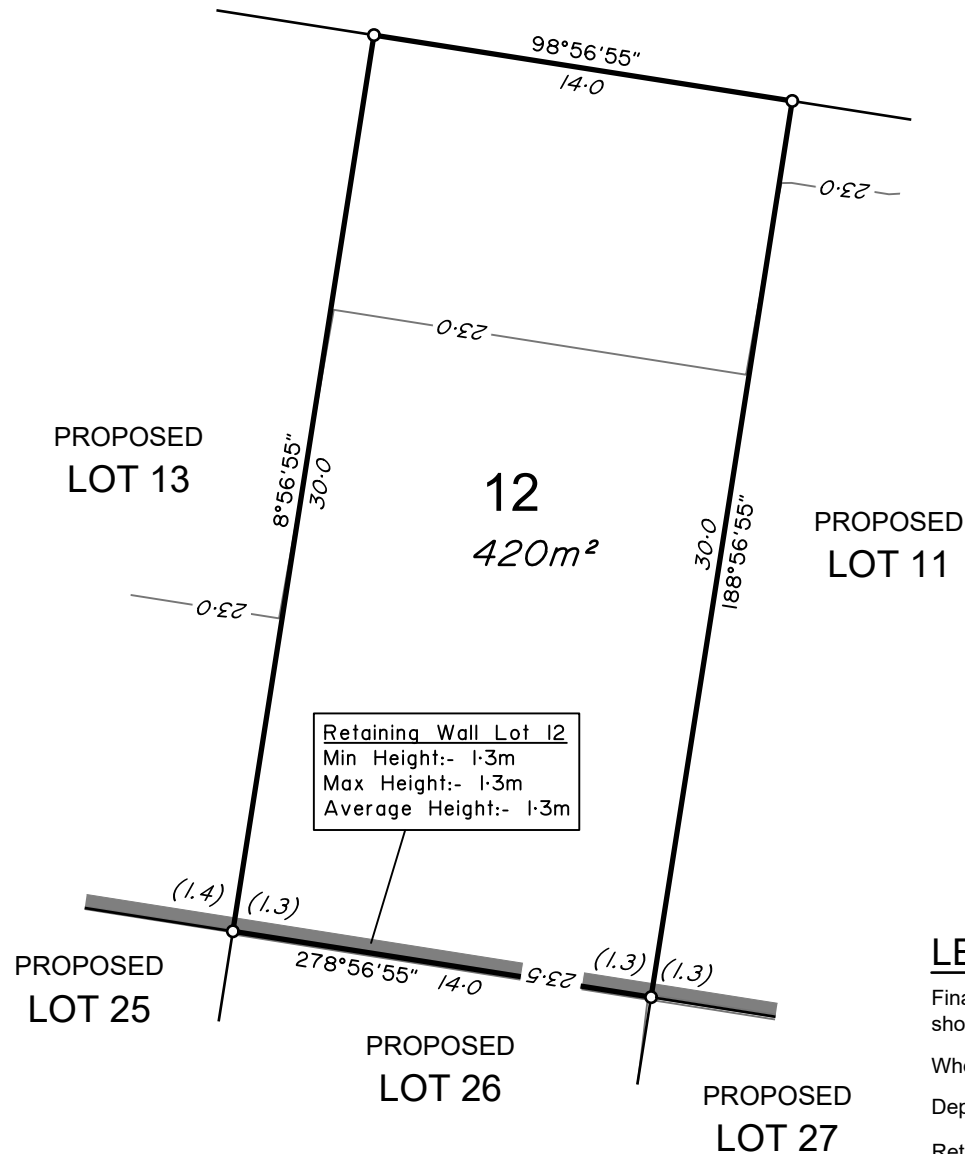 98°56'55"
14·0
23·0
23·0
PROPOSED
LOT 13
8°56'55"
30·0
12
420m²
30·0
188°56'55"
PROPOSED
LOT 11
23·0
Retaining Wall Lot 12
Min Height:- 1·3m
Max Height:- 1·3m
Average Height:- 1·3m
(1.4)
(1.3)
278°56'55"
14·0
23·5
(1.3)
(1.3)
PROPOSED
LOT 25
PROPOSED
LOT 26
PROPOSED
LOT 27